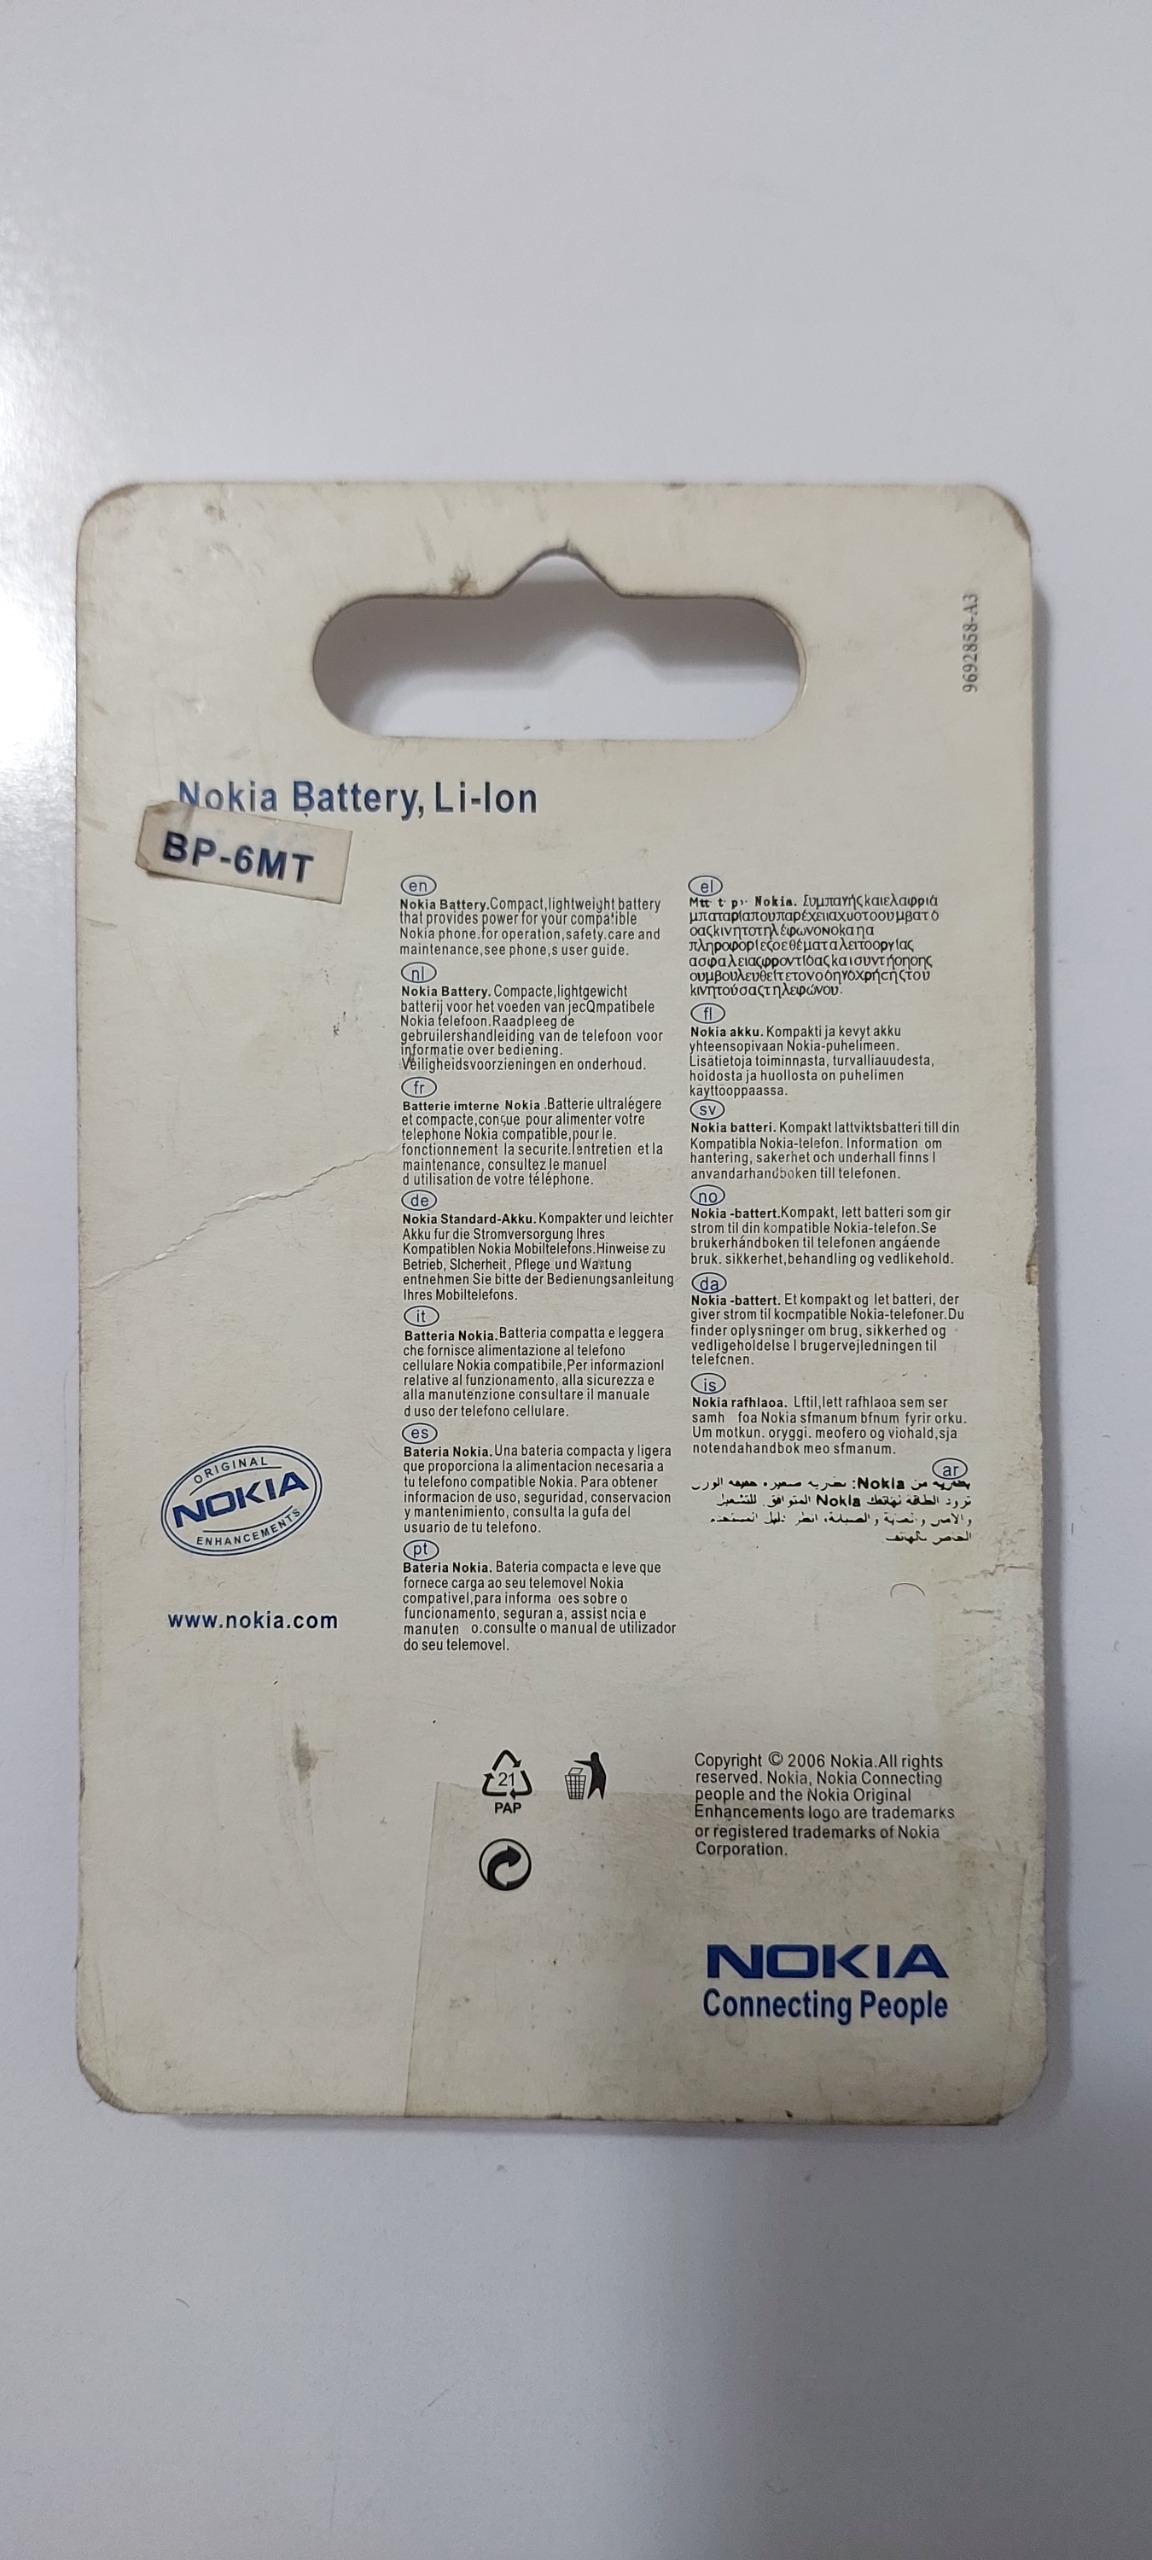 9692858-A3
Nokia Battery, Li-Ion
BP-6MT
en
Nokia Battery.Compact,lightweight battery
that provides power for your compatible
Nokia phone.for operation,safety.care and
maintenance,see phone,s user guide.
nl
Nokia Battery. Compacte,lightgewicht
batterij voor het voeden van jecQmpatibele
Nokia telefoon.Raadpleeg de
gebruilershandleiding van de telefoon voor
informatie over bediening.
Veiligheidsvoorzieningen en onderhoud.
fr
Batterie imterne Nokia .Batterie ultralégere
et compacte,conçue pour alimenter votre
telephone Nokia compatible,pour le.
fonctionnement la securite.lentretien et la
maintenance, consultez le manuel
d utilisation de votre téléphone.
de
Nokia Standard-Akku. Kompakter und leichter
Akku fur die Stromversorgung Ihres
Kompatiblen Nokia Mobiltelefons.Hinweise zu
Betrieb, SIcherheit, Pflege und Wartung
entnehmen Sie bitte der Bedienungsanleitung
Ihres Mobiltelefons.
it
Batteria Nokia. Batteria compatta e leggera
che fornisce alimentazione al telefono
cellulare Nokia compatibile,Per informazionl
relative al funzionamento, alla sicurezza e
alla manutenzione consultare il manuale
d uso der telefono cellulare.
es
Bateria Nokia. Una bateria compacta y ligera
que proporciona la alimentacion necesaria a
tu telefono compatible Nokia. Para obtener
informacion de uso, seguridad, conservacion
y mantenimiento, consulta la gufa del
usuario de tu telefono.
pt
Bateria Nokia. Bateria compacta e leve que
fornece carga ao seu telemovel Nokia
compativel,para informa oes sobre o
funcionamento, seguran a, assist ncia e
manuten o.consulte o manual de utilizador
do seu telemovel.
el
Nokia. Συμπαγήςκαιελαφριά
πληροφορίεςσεθέματαλειτοοργίας
κινητούσαςτηλεφώνου.
fl
Nokia akku. Kompakti ja kevyt akku
yhteensopivaan Nokia-puhelimeen.
Lisätietoja toiminnasta, turvalliauudesta,
hoidosta ja huollosta on puhelimen
kayttooppaassa.
sv
Nokia batteri. Kompakt lattviktsbatteri till din
Kompatibla Nokia-telefon. Information om
hantering, sakerhet och underhall finns I
anvandarhandboken till telefonen.
no
Nokia -battert.Kompakt, lett batteri som gir
strom til din kompatible Nokia-telefon.Se
brukerhándboken til telefonen angáende
bruk. sikkerhet,behandling og vedlikehold.
da
Nokia -battert. Et kompakt og let batteri, der
giver strom til kocmpatible Nokia-telefoner.Du
finder oplysninger om brug, sikkerhed og
vedligeholdelse I brugervejledningen til
telefcnen.
is
Nokia rafhlaoa. Lftil,lett rafhlaoa sem ser
samh foa Nokia sfmanum bfnum fyrir orku.
Um motkun. oryggi. meofero og viohald,sja
notendahandbok meo sfmanum.
ar
من Nokia:
الطاقة Nokia المتوافق
ORIGINAL
NOKIA
ENHANCEMENTS
www.nokia.com
21
PAP
Copyright © 2006 Nokia.All rights
reserved. Nokia, Nokia Connecting
people and the Nokia Original
Enhancements logo are trademarks
or registered trademarks of Nokia
Corporation.
NOKIA
Connecting People